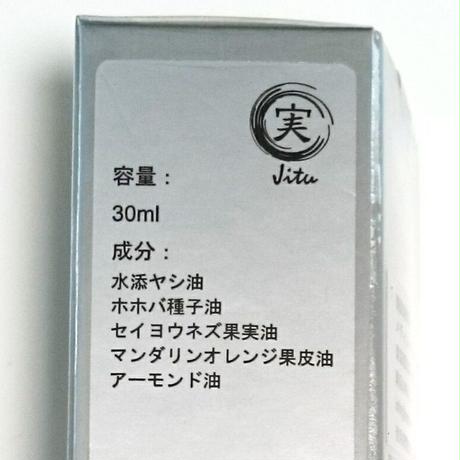 実
Jitu
容量：
30ml
成分：
水添ヤシ油
ホホバ種子油
セイヨウネズ果実油
マンダリンオレンジ果皮油
アーモンド油